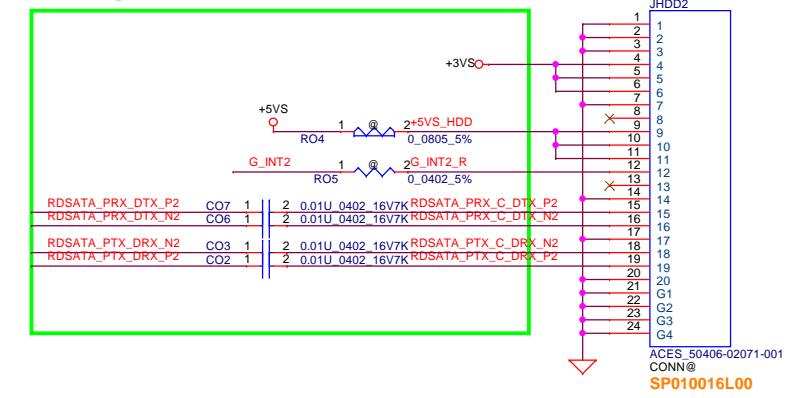 JHDD2
1 1
2 2
3 3
+3VS 4 4
5 5
6 6
7 7
8 8
+5VS
1 @ 2 +5VS_HDD 9 9
RO4 0_0805_5% 10 10
11 11
G_INT2 1 @ 2 G_INT2_R 12 12
RO5 0_0402_5% 13 13
14 14
RDSATA_PRX_DTX_P2 CO7 1 2 0.01U_0402_16V7K RDSATA_PRX_C_DTX_P2 15 15
RDSATA_PRX_DTX_N2 CO6 1 2 0.01U_0402_16V7K RDSATA_PRX_C_DTX_N2 16 16
17 17
RDSATA_PTX_DRX_N2 CO3 1 2 0.01U_0402_16V7K RDSATA_PTX_C_DRX_N2 18 18
RDSATA_PTX_DRX_P2 CO2 1 2 0.01U_0402_16V7K RDSATA_PTX_C_DRX_P2 19 19
20 20
21 G1
22 G2
23 G3
24 G4
ACES_50406-02071-001
CONN@
SP010016L00